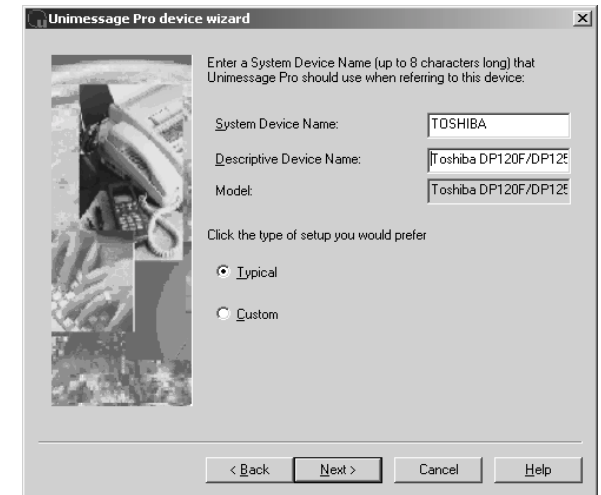 Unimessage Pro device wizard
Enter a System Device Name (up to 8 characters long) that
Unimessage Pro should use when referring to this device:
System Device Name: TOSHIBA
Descriptive Device Name: Toshiba DP120F/DP125
Model: Toshiba DP120F/DP125
Click the type of setup you would prefer
Typical
Custom
< Back Next > Cancel Help